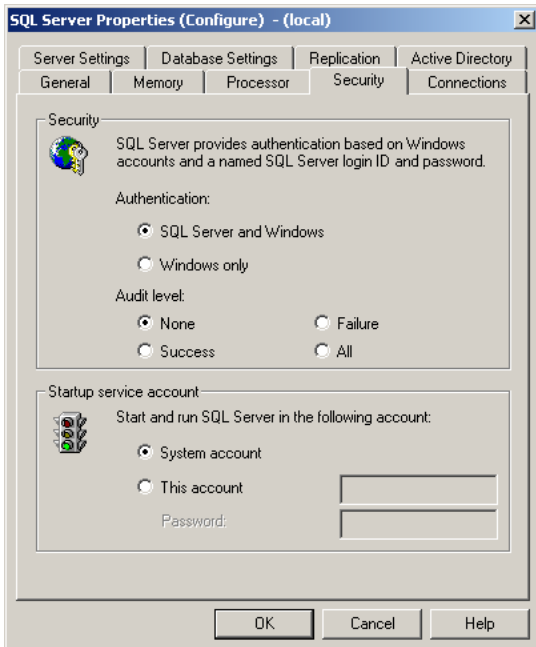 SQL Server Properties (Configure) - (local)
Server Settings
Database Settings
Replication
Active Directory
General
Memory
Processor
Security
Connections
Security
SQL Server provides authentication based on Windows
accounts and a named SQL Server login ID and password.
Authentication:
SQL Server and Windows
Windows only
Audit level:
None
Failure
Success
All
Startup service account
Start and run SQL Server in the following account:
System account
This account
Password:
OK
Cancel
Help